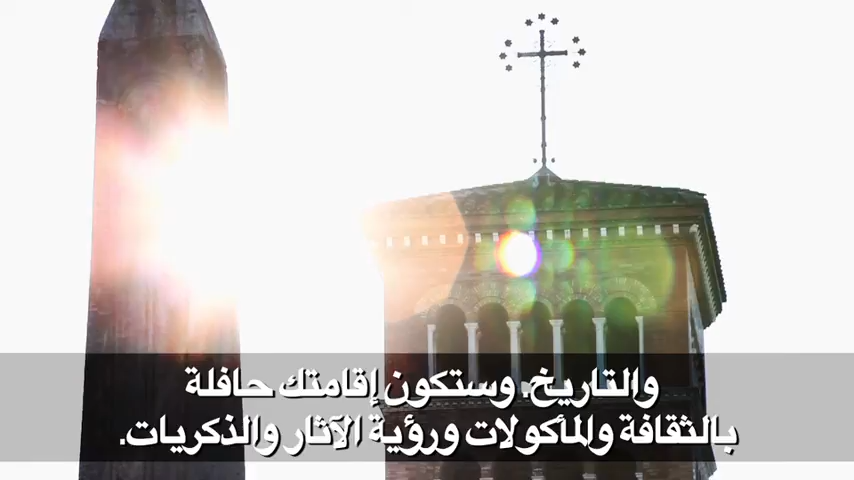 والتاريخ. وستكون إقامتك حافلة
بالثقافة والمأكولات ورؤية الآثار والذكريات.